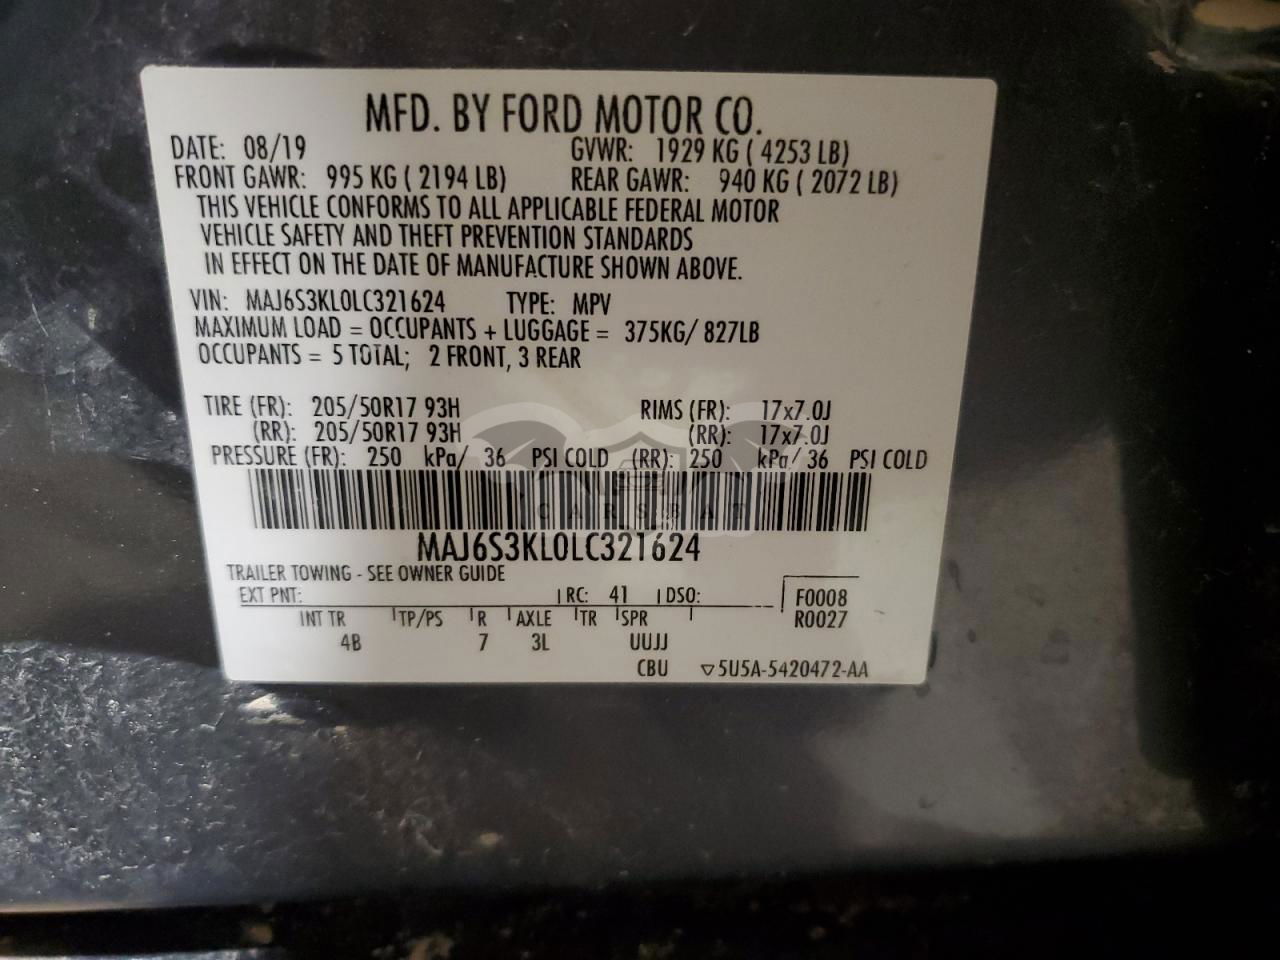 MFD. BY FORD MOTOR CO.
DATE: 08/19 GVWR: 1929 KG ( 4253 LB)
FRONT GAWR: 995 KG ( 2194 LB) REAR GAWR: 940 KG ( 2072 LB)
THIS VEHICLE CONFORMS TO ALL APPLICABLE FEDERAL MOTOR
VEHICLE SAFETY AND THEFT PREVENTION STANDARDS
IN EFFECT ON THE DATE OF MANUFACTURE SHOWN ABOVE.
VIN: MAJ6S3KL0LC321624 TYPE: MPV
MAXIMUM LOAD = OCCUPANTS + LUGGAGE = 375KG/ 827LB
OCCUPANTS = 5 TOTAL; 2 FRONT, 3 REAR
TIRE (FR): 205/50R17 93H RIMS (FR): 17x7.0J
(RR): 205/50R17 93H (RR): 17x7.0J
PRESSURE (FR): 250 kPa/ 36 PSI COLD (RR): 250 kPa/ 36 PSI COLD
CARSBAT
MAJ6S3KL0LC321624
TRAILER TOWING - SEE OWNER GUIDE
EXT PNT: RC: 41 DSO: F0008
INT TR TP/PS R AXLE TR SPR R0027
4B 7 3L UUJJ
CBU ▽5U5A-5420472-AA